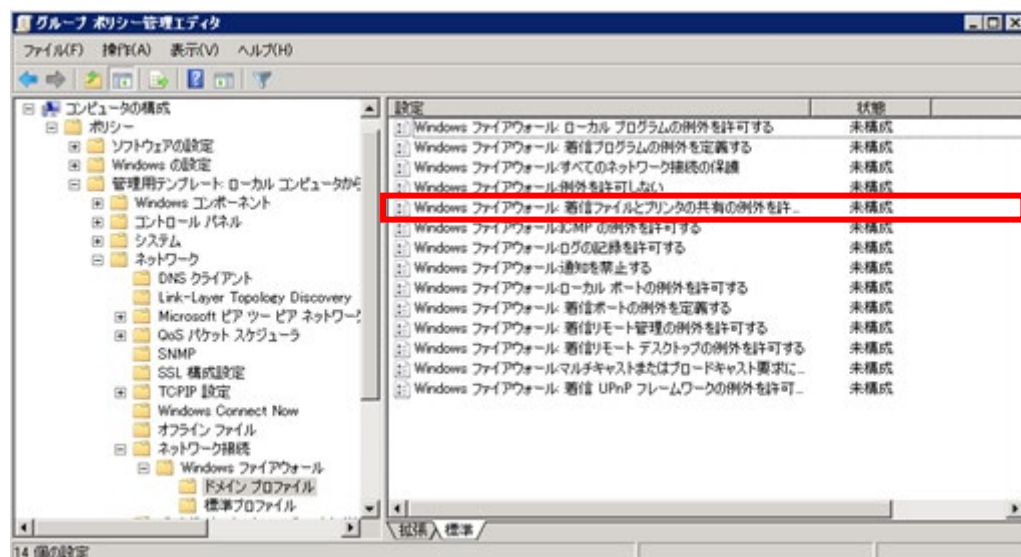 グループ ポリシー管理エディタ
ファイル(F) 操作(A) 表示(V) ヘルプ(H)
コンピュータの構成
ポリシー
ソフトウェアの設定
Windows の設定
管理用テンプレート: ローカル コンピュータから
Windows コンポーネント
コントロール パネル
システム
ネットワーク
DNS クライアント
Link-Layer Topology Discovery
Microsoft ピア ツー ピア ネットワーク
QoS パケット スケジューラ
SNMP
SSL 構成設定
TCPIP 設定
Windows Connect Now
オフライン ファイル
ネットワーク接続
Windows ファイアウォール
ドメイン プロファイル
標準プロファイル
設定 状態
Windows ファイアウォール: ローカル プログラムの例外を許可する 未構成
Windows ファイアウォール: 着信プログラムの例外を定義する 未構成
Windows ファイアウォール:すべてのネットワーク接続の保護 未構成
Windows ファイアウォール:例外を許可しない 未構成
Windows ファイアウォール: 着信ファイルとプリンタの共有の例外を許... 未構成
Windows ファイアウォール:ICMP の例外を許可する 未構成
Windows ファイアウォール:ログの記録を許可する 未構成
Windows ファイアウォール:通知を禁止する 未構成
Windows ファイアウォール:ローカル ポートの例外を許可する 未構成
Windows ファイアウォール: 着信ポートの例外を定義する 未構成
Windows ファイアウォール: 着信リモート管理の例外を許可する 未構成
Windows ファイアウォール: 着信リモート デスクトップの例外を許可する 未構成
Windows ファイアウォール:マルチキャストまたはブロードキャスト要求に... 未構成
Windows ファイアウォール: 着信 UPnP フレームワークの例外を許可... 未構成
拡張 標準
14 個の設定